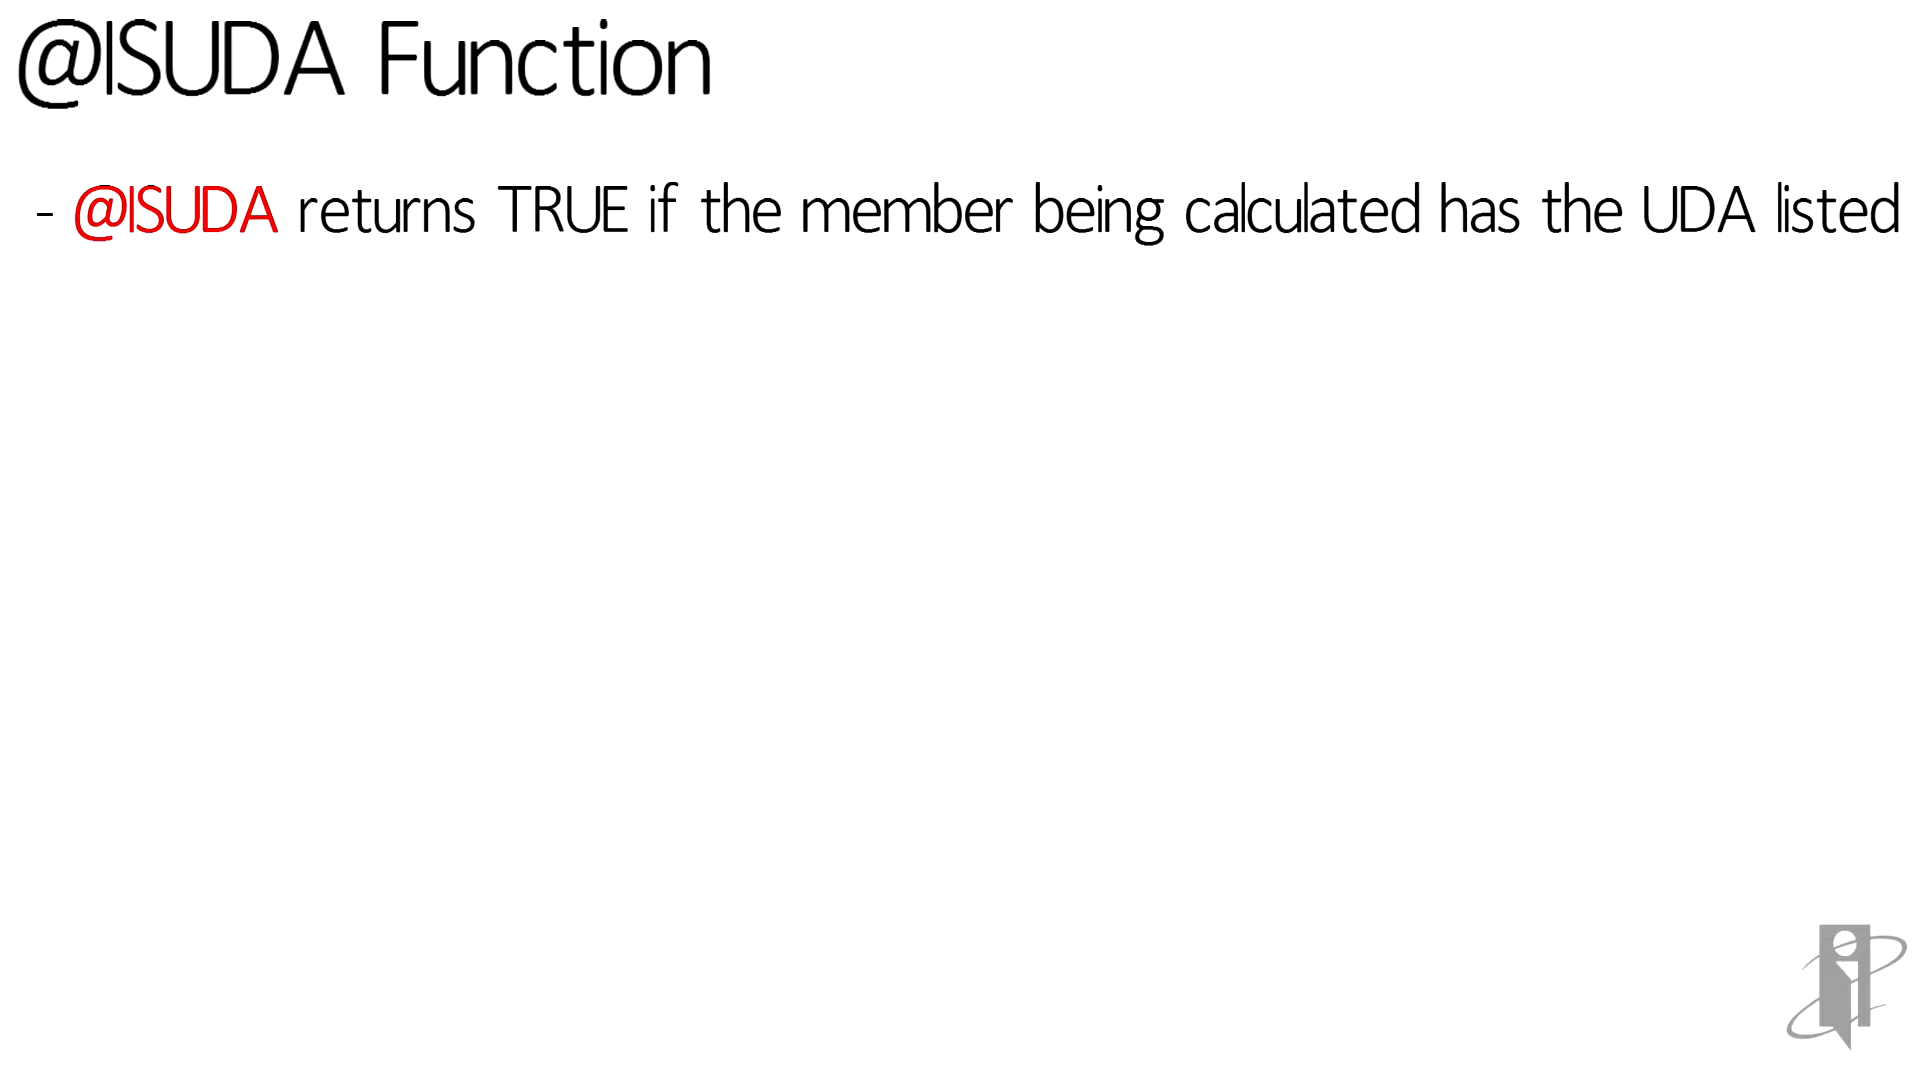 @ISUDA Function
- @ISUDA returns TRUE if the member being calculated has the UDA listed